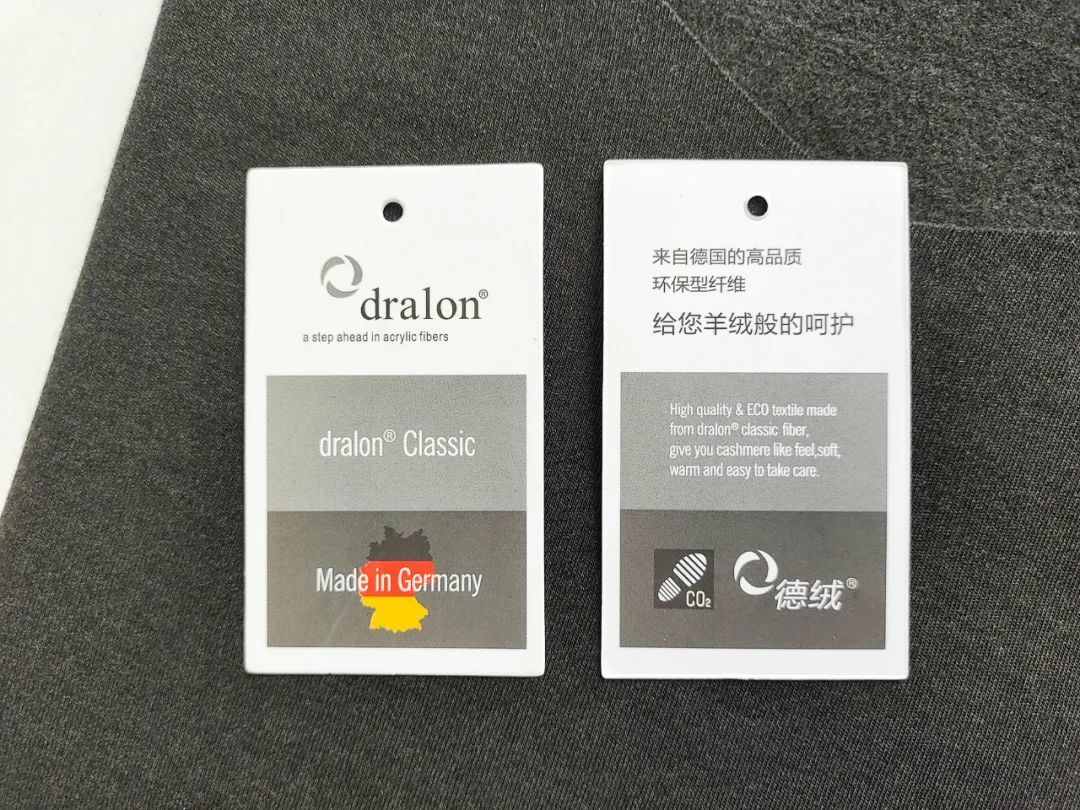 dralon®
a step ahead in acrylic fibers
dralon® Classic
Made in Germany
来自德国的高品质
环保型纤维
给您羊绒般的呵护
High quality & ECO textile made
from dralon® classic fiber,
give you cashmere like feel,soft,
warm and easy to take care.
CO₂
德绒®